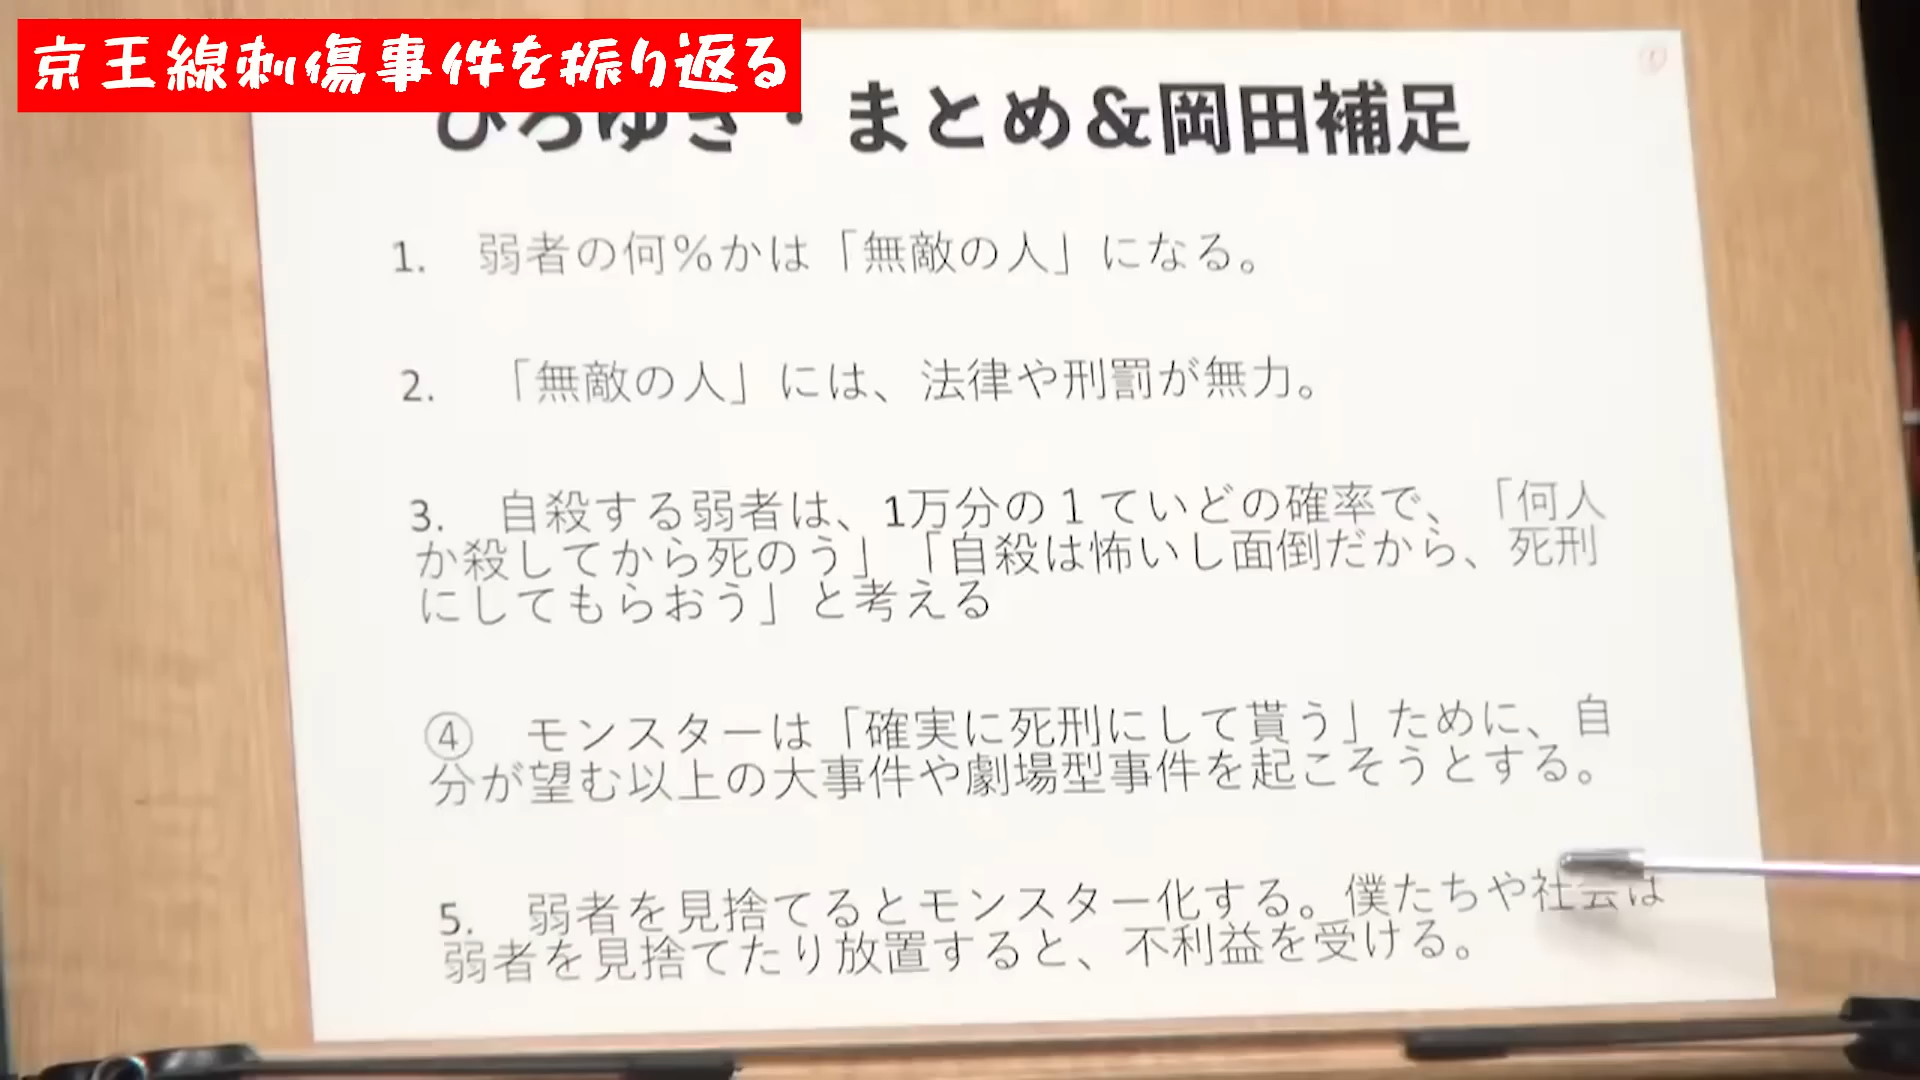 京王線刺傷事件を振り返る
ひろゆき・まとめ&岡田補足
1. 弱者の何%かは「無敵の人」になる。
2. 「無敵の人」には、法律や刑罰が無力。
3. 自殺する弱者は、1万分の1ていどの確率で、「何人
か殺してから死のう」「自殺は怖いし面倒だから、死刑
にしてもらおう」と考える
④ モンスターは「確実に死刑にして貰う」ために、自
分が望む以上の大事件や劇場型事件を起こそうとする。
5. 弱者を見捨てるとモンスター化する。僕たちや社会は
弱者を見捨てたり放置すると、不利益を受ける。